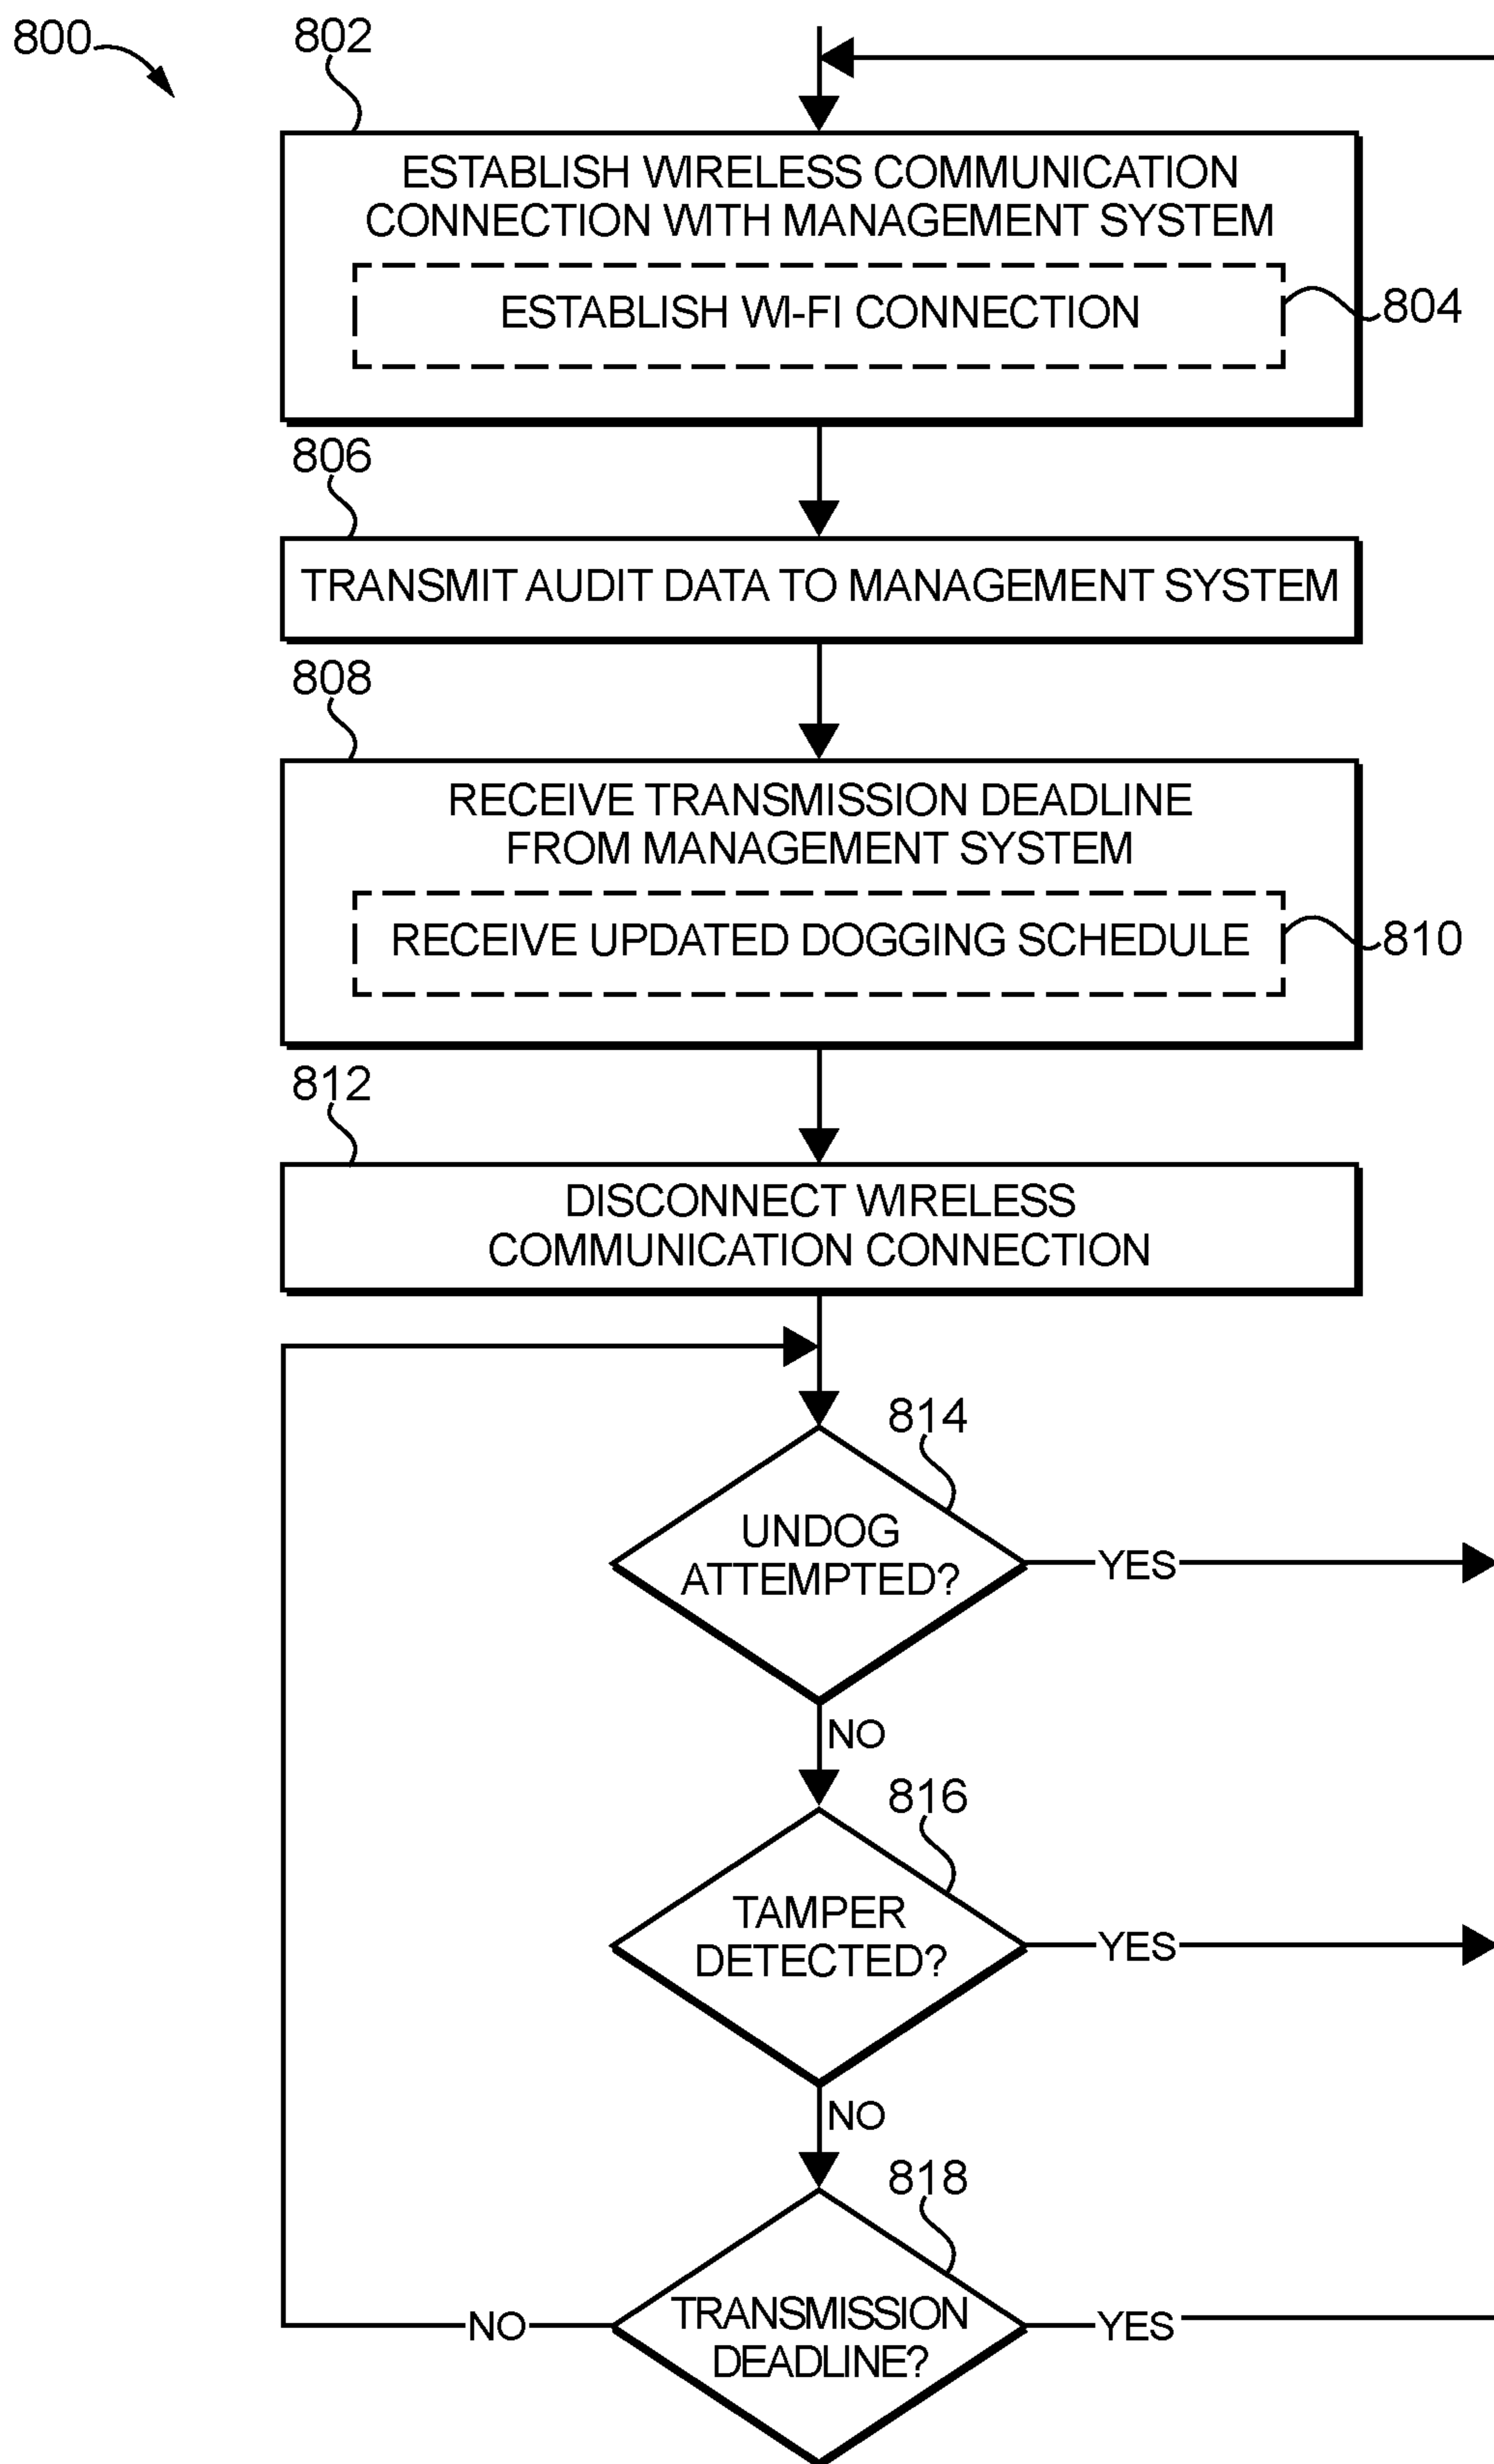 800
802
ESTABLISH WIRELESS COMMUNICATION
CONNECTION WITH MANAGEMENT SYSTEM
ESTABLISH WI-FI CONNECTION
804
806
TRANSMIT AUDIT DATA TO MANAGEMENT SYSTEM
808
RECEIVE TRANSMISSION DEADLINE
FROM MANAGEMENT SYSTEM
RECEIVE UPDATED DOGGING SCHEDULE
810
812
DISCONNECT WIRELESS
COMMUNICATION CONNECTION
814
UNDOG
ATTEMPTED?
YES
NO
816
TAMPER
DETECTED?
YES
NO
818
TRANSMISSION
DEADLINE?
NO
YES